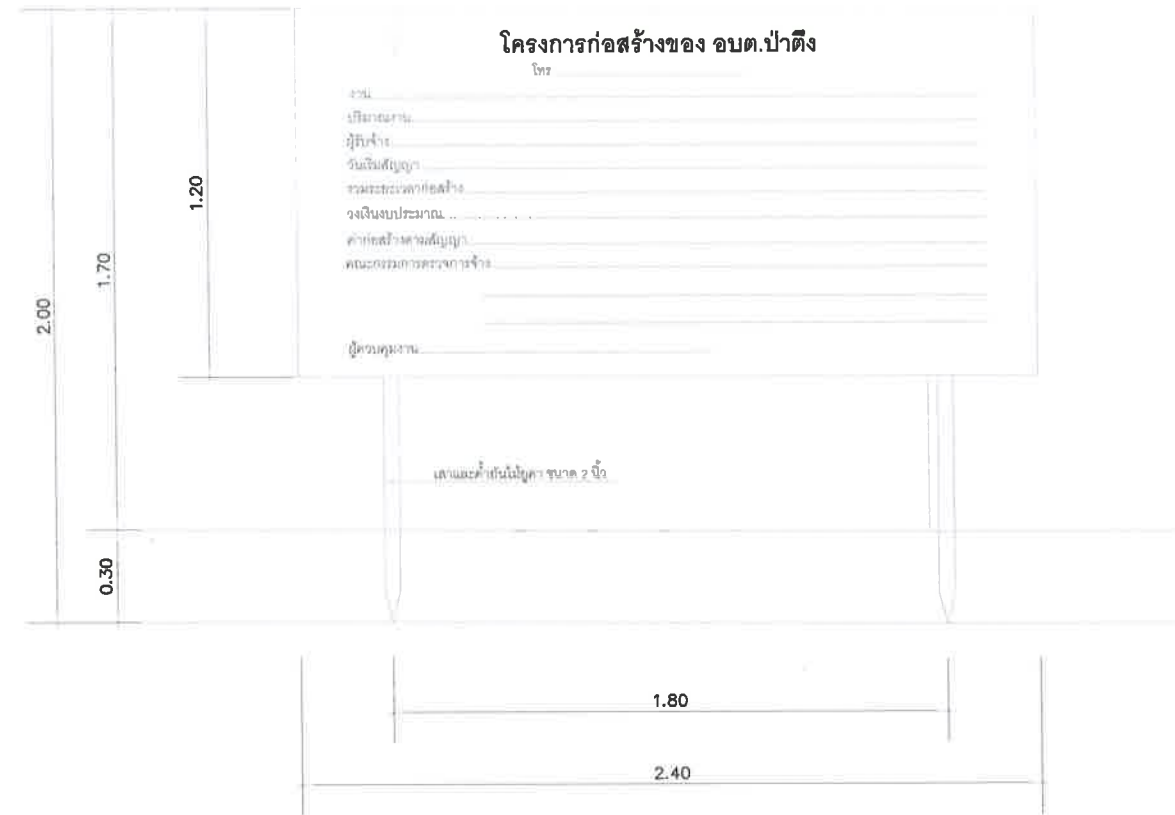 โครงการก่อสร้างของ อบต.ป่าตึง
โทร
งาน
ปริมาณงาน
ผู้รับจ้าง
วันเริ่มสัญญา
รวมระยะเวลาก่อสร้าง
วงเงินงบประมาณ
ค่าก่อสร้างตามสัญญา
คณะกรรมการตรวจการจ้าง
ผู้ควบคุมงาน
1.20
1.70
2.00
เสาและค้ำยันไม้ยูคา ขนาด 2 นิ้ว
0.30
1.80
2.40